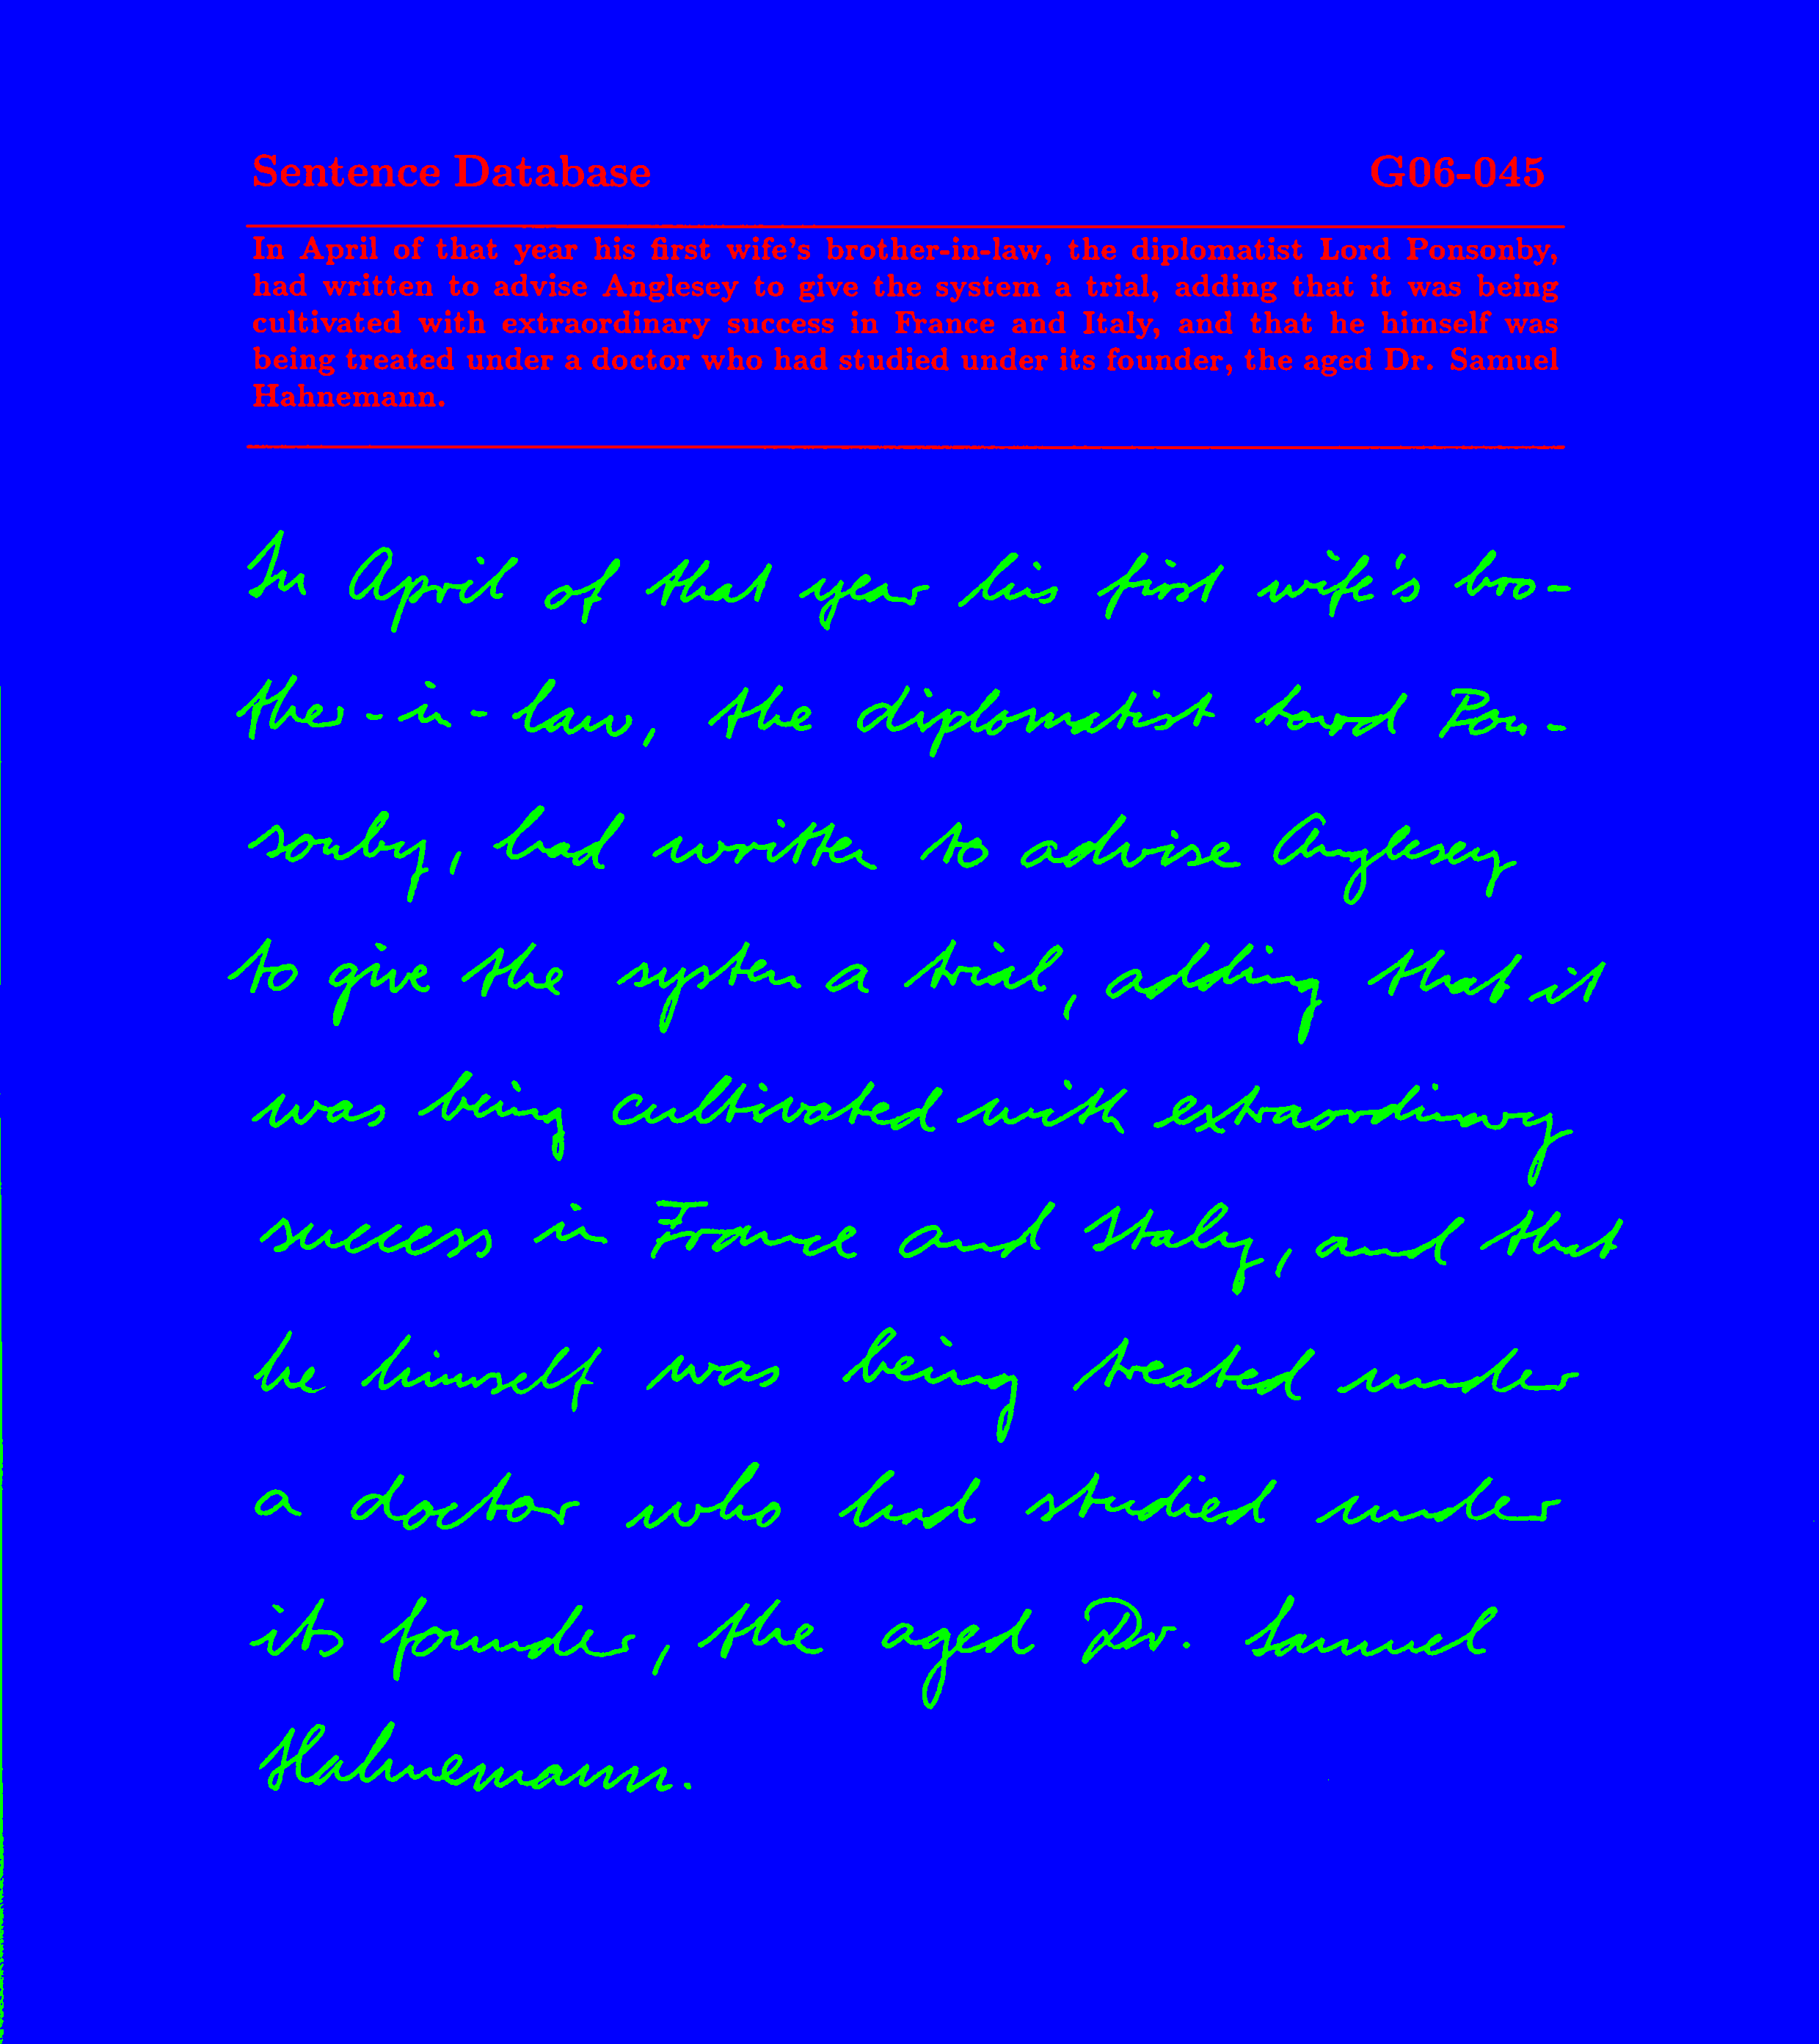 Sentence Database G06-045
In April of that year his first wife's brother-in-law, the diplomatist Lord Ponsonby,
had written to advise Anglesey to give the system a trial, adding that it was being
cultivated with extraordinary success in France and Italy, and that he himself was
being treated under a doctor who had studied under its founder, the aged Dr. Samuel
Hahnemann.
In April of that year his first wife's bro-
ther-in-law, the diplomatist Lord Pon-
sonby, had written to advise Anglesey
to give the system a trial, adding that it
was being cultivated with extraordinary
success in France and Italy, and that
he himself was being treated under
a doctor who had studied under
its founder, the aged Dr. Samuel
Hahnemann.